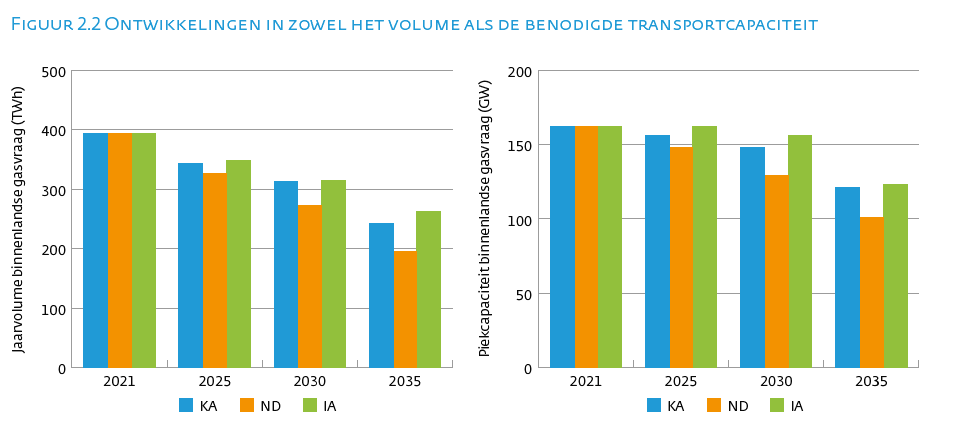 Figuur 2.2 Ontwikkelingen in zowel het volume als de benodigde transportcapaciteit
Jaarvolume binnenlandse gasvraag (TWh)
500
400
300
200
100
0
2021 2025 2030 2035
KA ND IA
Piekcapaciteit binnenlandse gasvraag (GW)
200
150
100
50
0
2021 2025 2030 2035
KA ND IA